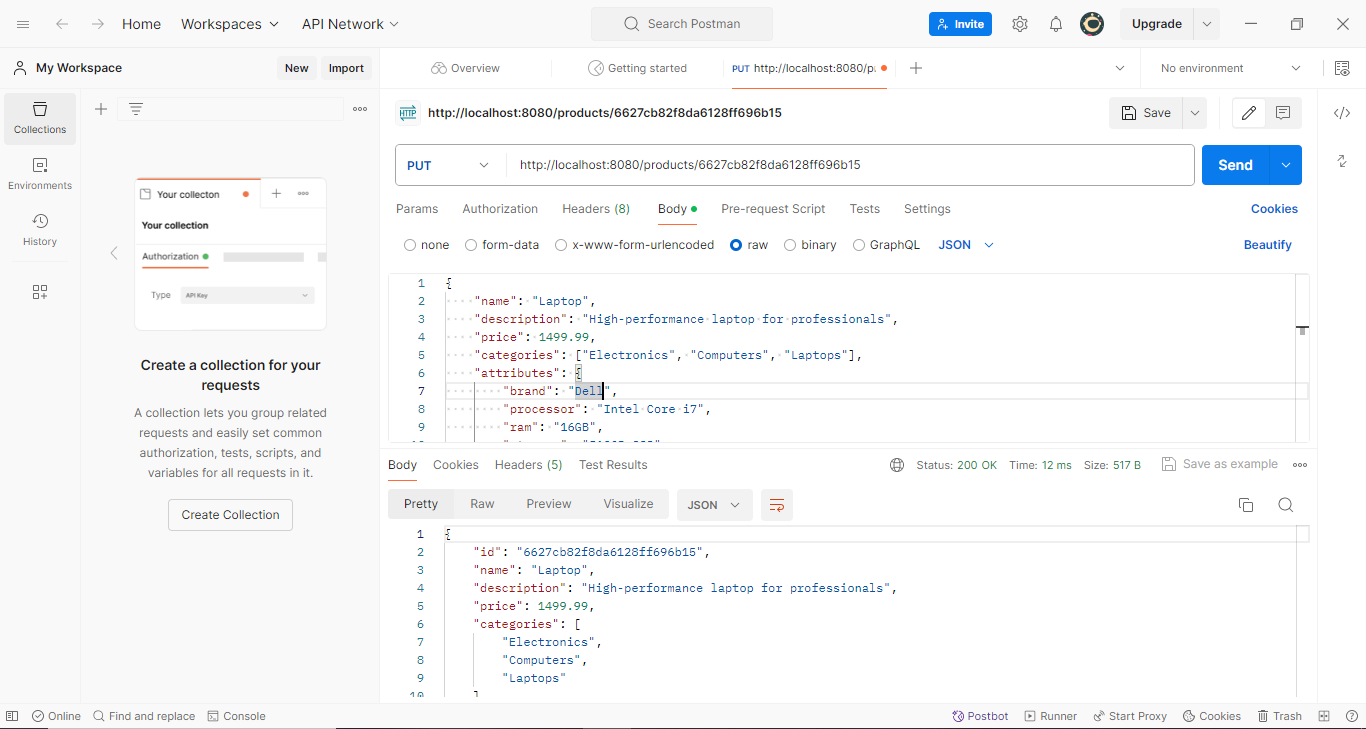 Home Workspaces API Network Search Postman Invite Upgrade
My Workspace New Import Overview Getting started PUT http://localhost:8080/p No environment
Collections
Environments
History
Your collecton
Your collection
Authorization
Type API Key
Create a collection for your
requests
A collection lets you group related
requests and easily set common
authorization, tests, scripts, and
variables for all requests in it.
Create Collection
HTTP http://localhost:8080/products/6627cb82f8da6128ff696b15 Save
PUT http://localhost:8080/products/6627cb82f8da6128ff696b15 Send
Params Authorization Headers (8) Body Pre-request Script Tests Settings Cookies
none form-data x-www-form-urlencoded raw binary GraphQL JSON Beautify
1 {
2 "name": "Laptop",
3 "description": "High-performance laptop for professionals",
4 "price": 1499.99,
5 "categories": ["Electronics", "Computers", "Laptops"],
6 "attributes": {
7 "brand": "Dell",
8 "processor": "Intel Core i7",
9 "ram": "16GB",
Body Cookies Headers (5) Test Results Status: 200 OK Time: 12 ms Size: 517 B Save as example
Pretty Raw Preview Visualize JSON
1 {
2 "id": "6627cb82f8da6128ff696b15",
3 "name": "Laptop",
4 "description": "High-performance laptop for professionals",
5 "price": 1499.99,
6 "categories": [
7 "Electronics",
8 "Computers",
9 "Laptops"
10 ]
Online Find and replace Console Postbot Runner Start Proxy Cookies Trash